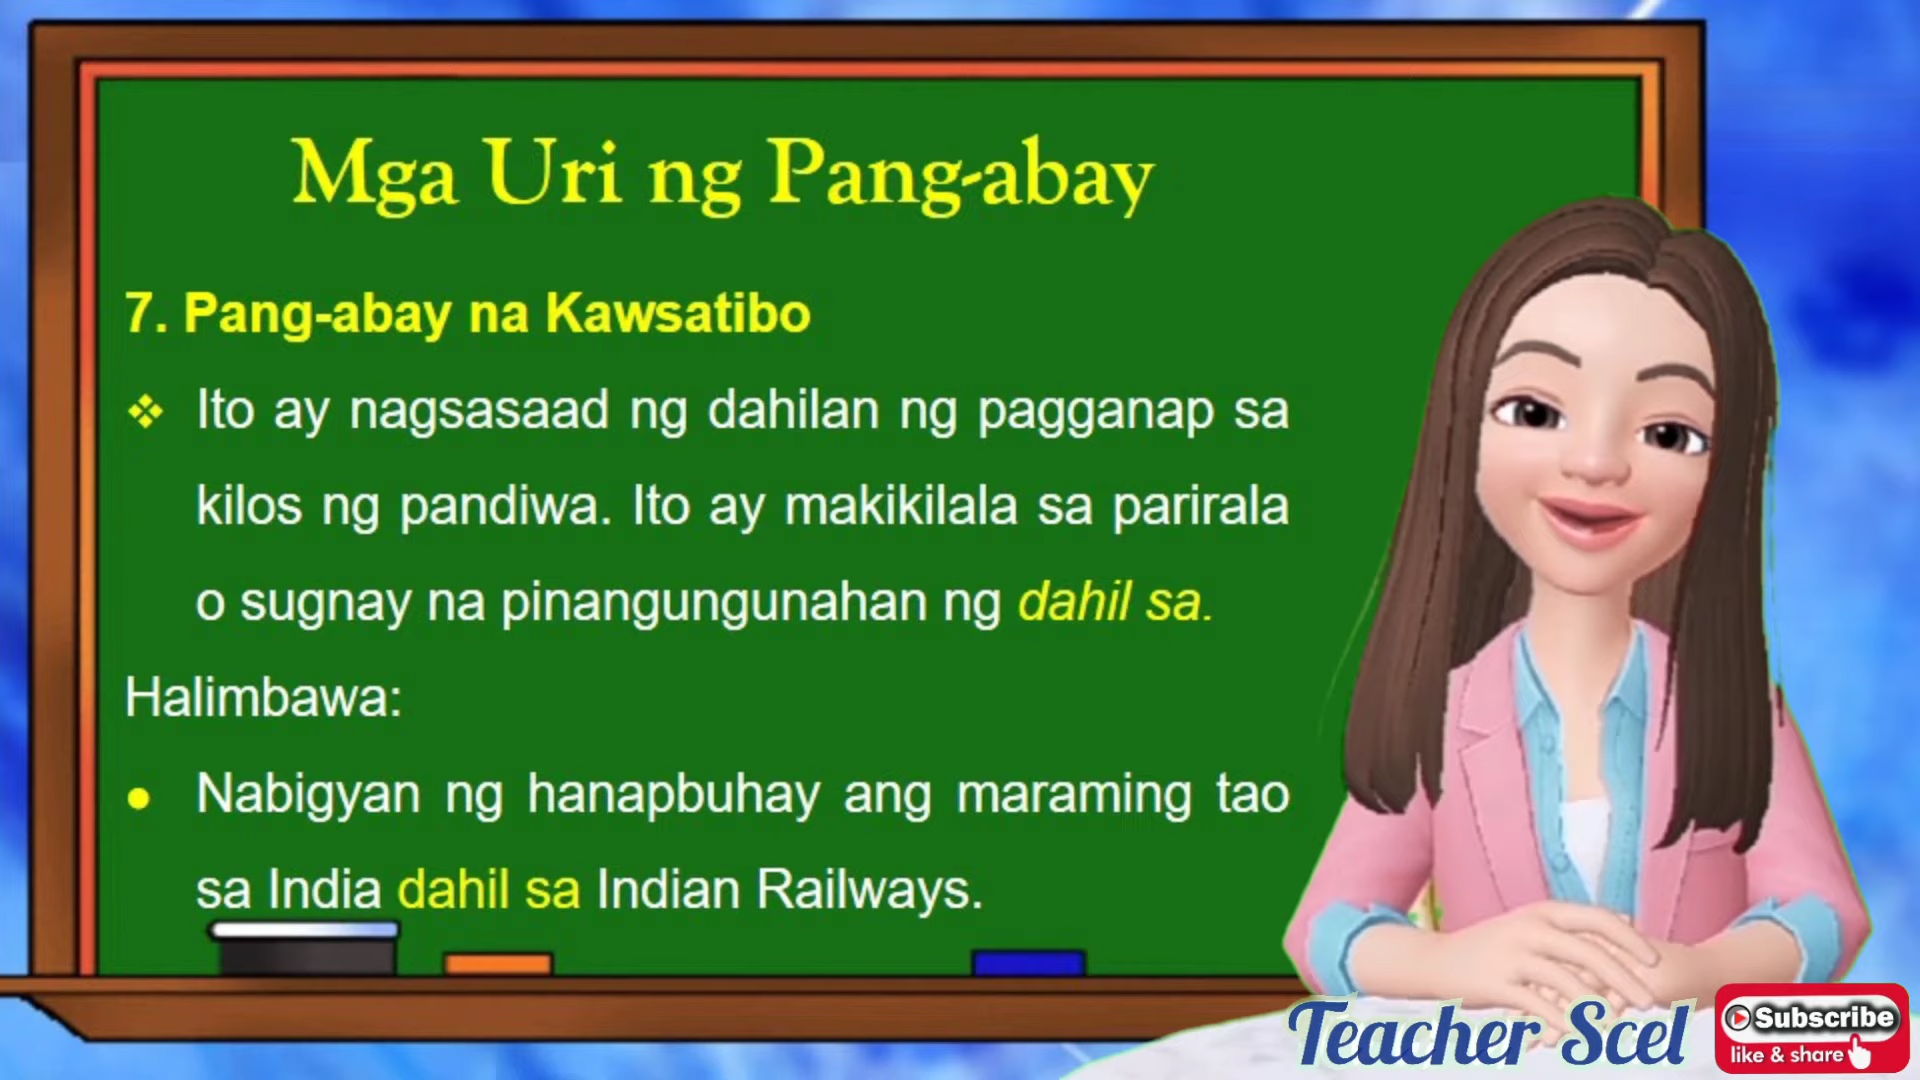 Mga Uri ng Pang-abay
7. Pang-abay na Kawsatibo
❖ Ito ay nagsasaad ng dahilan ng pagganap sa
kilos ng pandiwa. Ito ay makikilala sa parirala
o sugnay na pinangungunahan ng dahil sa.
Halimbawa:
● Nabigyan ng hanapbuhay ang maraming tao
sa India dahil sa Indian Railways.
Teacher Scel
Subscribe
like & share